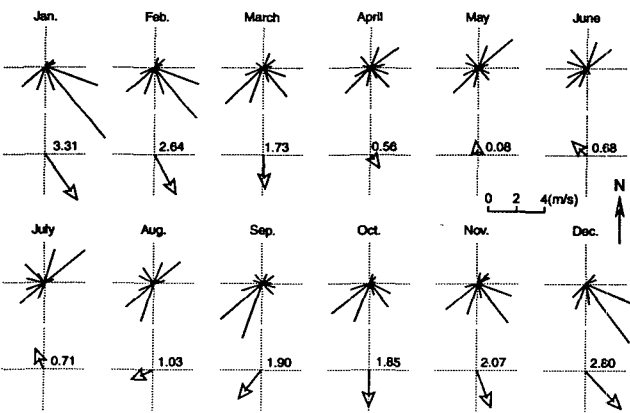 Jan. Feb. March April May June
3.31 2.64 1.73 0.56 0.08 0.68
0 2 4(m/s)
N
July Aug. Sep. Oct. Nov. Dec.
0.71 1.03 1.90 1.85 2.07 2.80